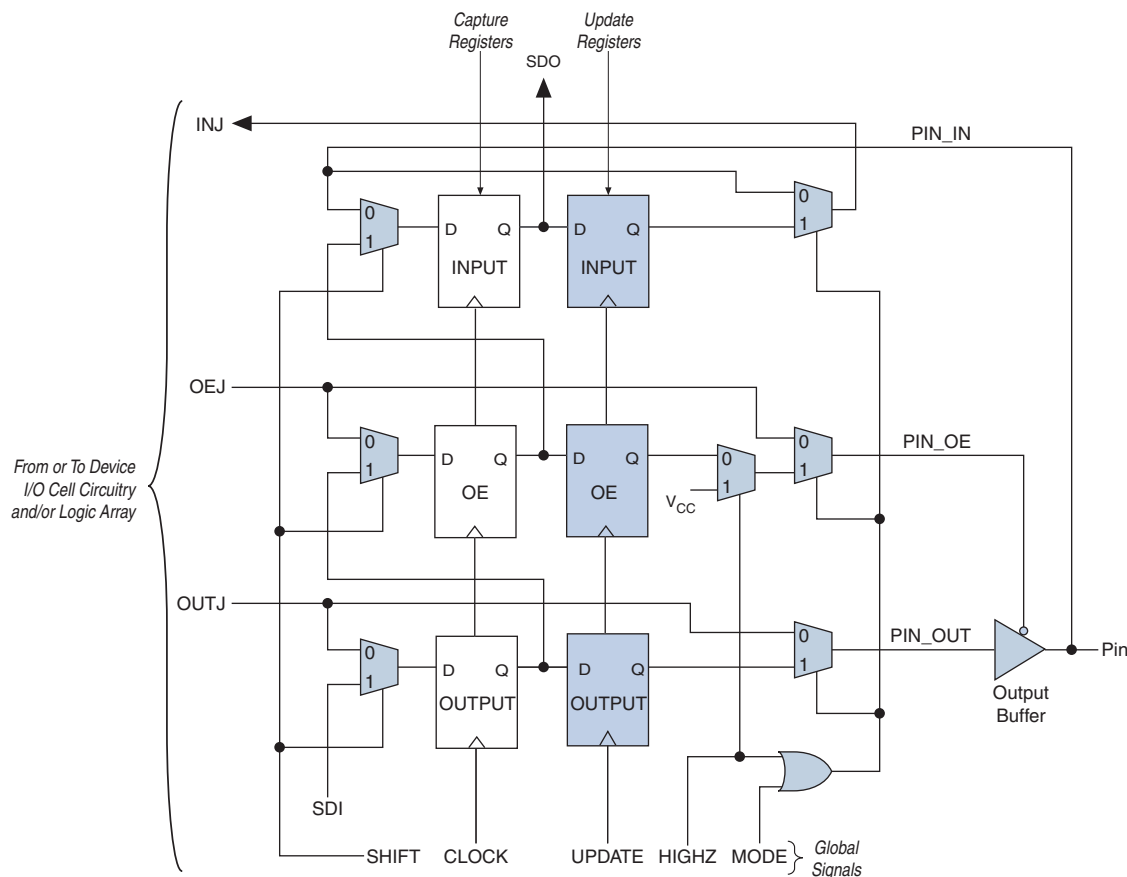 Capture
Registers
Update
Registers
SDO
INJ
PIN_IN
0
1
D Q
INPUT
D Q
INPUT
0
1
OEJ
0
1
D Q
OE
D Q
OE
0
1
VCC
0
1
PIN_OE
From or To Device
I/O Cell Circuitry
and/or Logic Array
OUTJ
0
1
D Q
OUTPUT
D Q
OUTPUT
0
1
PIN_OUT
Pin
Output
Buffer
SDI
SHIFT
CLOCK
UPDATE
HIGHZ
MODE
Global
Signals